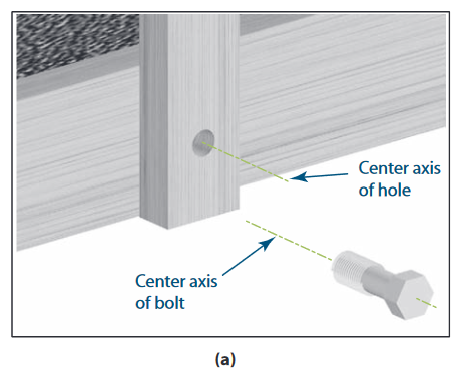 Center axis
of hole
Center axis
of bolt
(a)